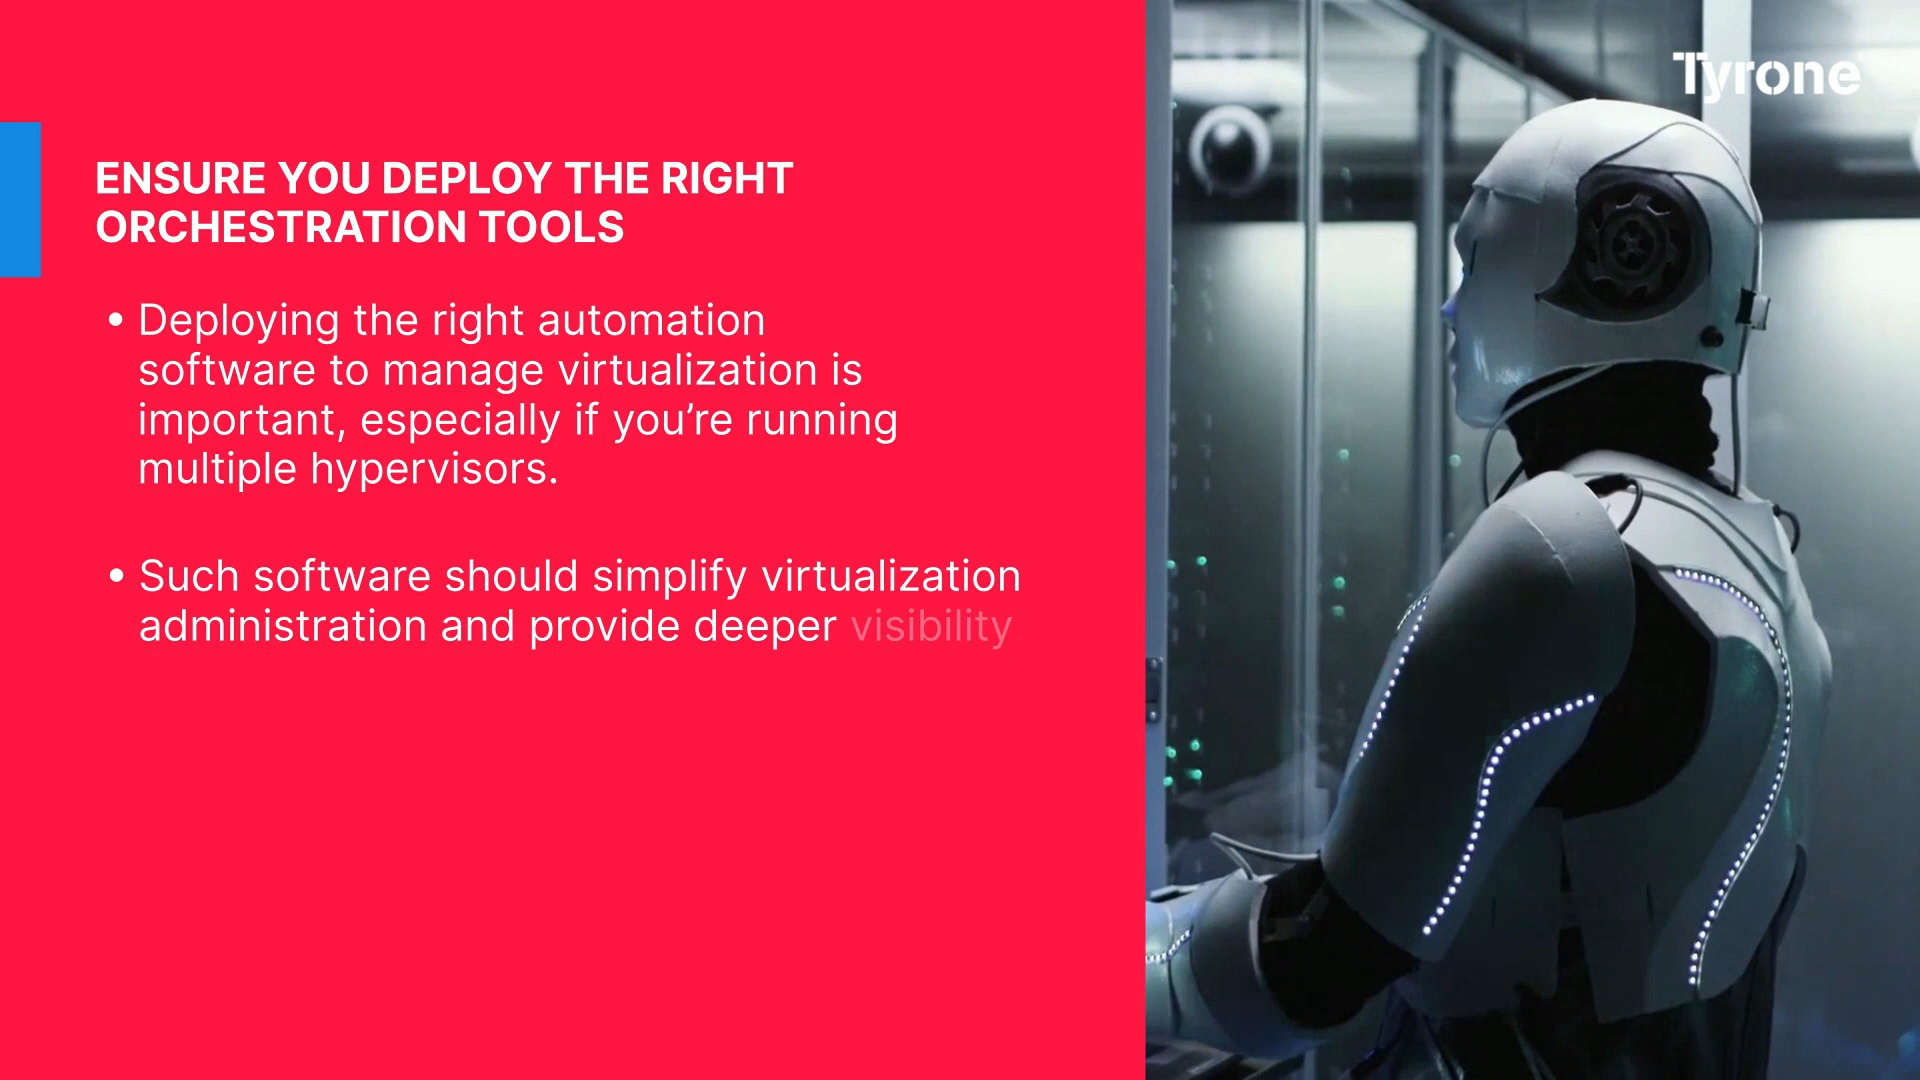 Tyrone
ENSURE YOU DEPLOY THE RIGHT
ORCHESTRATION TOOLS
• Deploying the right automation
software to manage virtualization is
important, especially if you’re running
multiple hypervisors.
• Such software should simplify virtualization
administration and provide deeper visibility